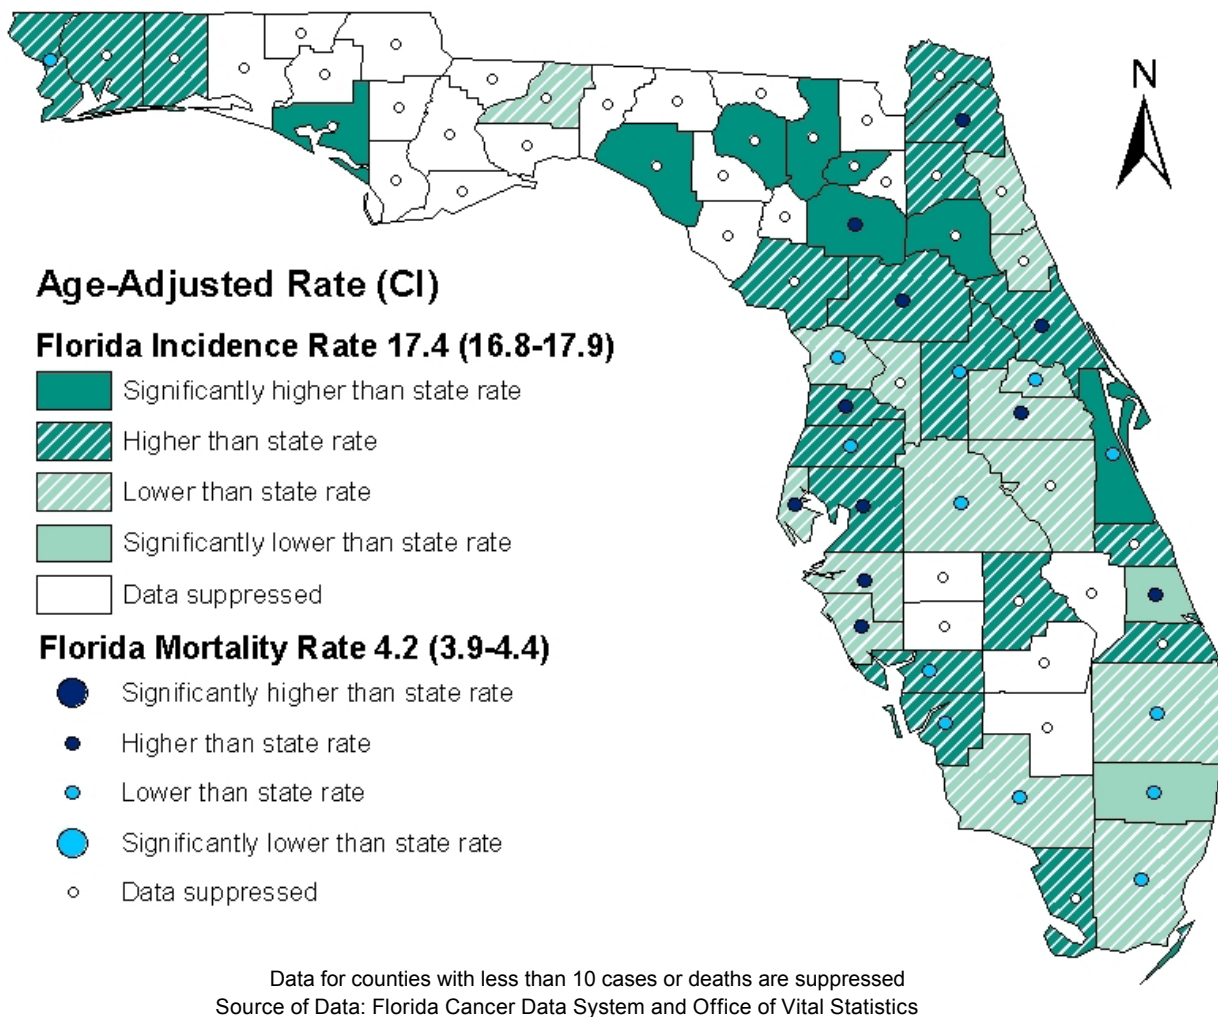 N
Age-Adjusted Rate (CI)
Florida Incidence Rate 17.4 (16.8-17.9)
Significantly higher than state rate
Higher than state rate
Lower than state rate
Significantly lower than state rate
Data suppressed
Florida Mortality Rate 4.2 (3.9-4.4)
Significantly higher than state rate
Higher than state rate
Lower than state rate
Significantly lower than state rate
Data suppressed
Data for counties with less than 10 cases or deaths are suppressed
Source of Data: Florida Cancer Data System and Office of Vital Statistics